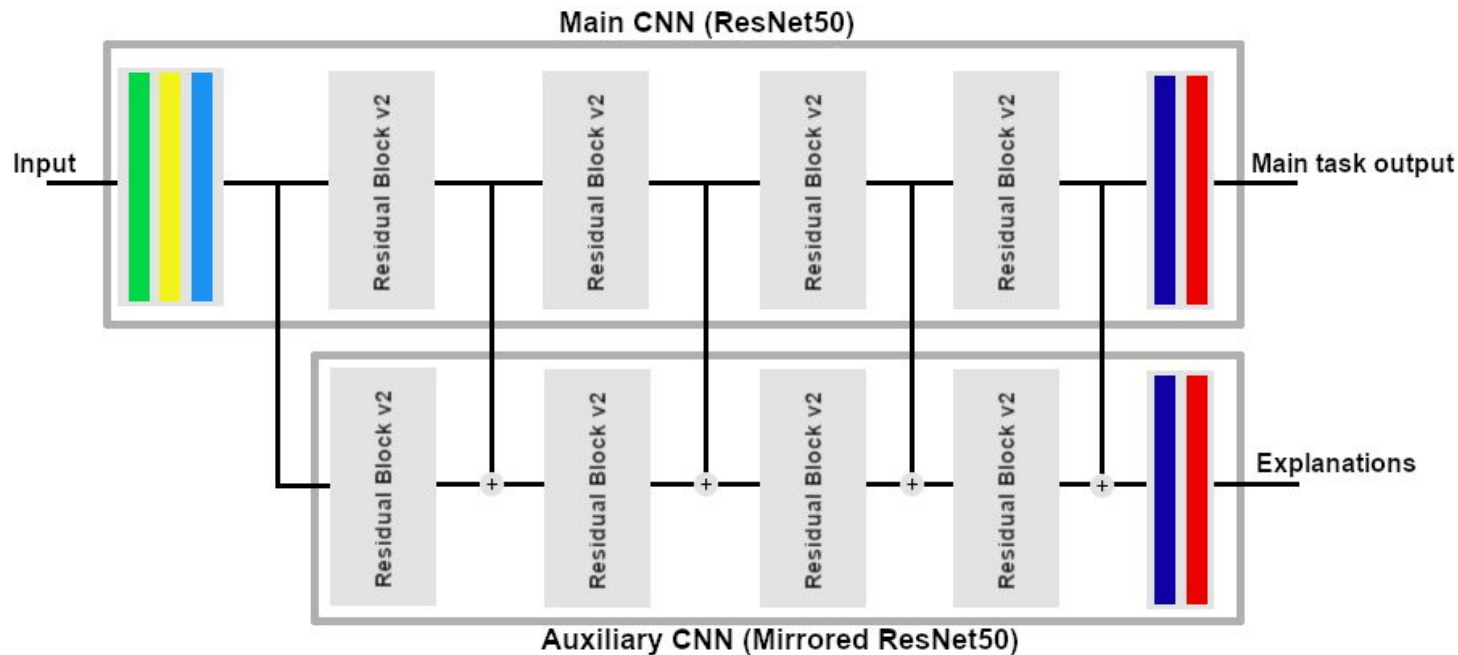 Main CNN (ResNet50)
Residual Block v2
Residual Block v2
Residual Block v2
Residual Block v2
Input
Main task output
Residual Block v2
Residual Block v2
Residual Block v2
Residual Block v2
+
+
+
+
Explanations
Auxiliary CNN (Mirrored ResNet50)